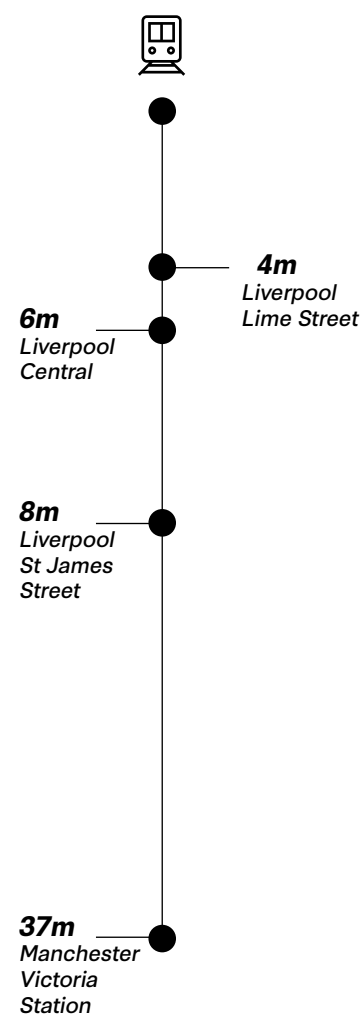 4m
Liverpool
Lime Street
6m
Liverpool
Central
8m
Liverpool
St James
Street
37m
Manchester
Victoria
Station